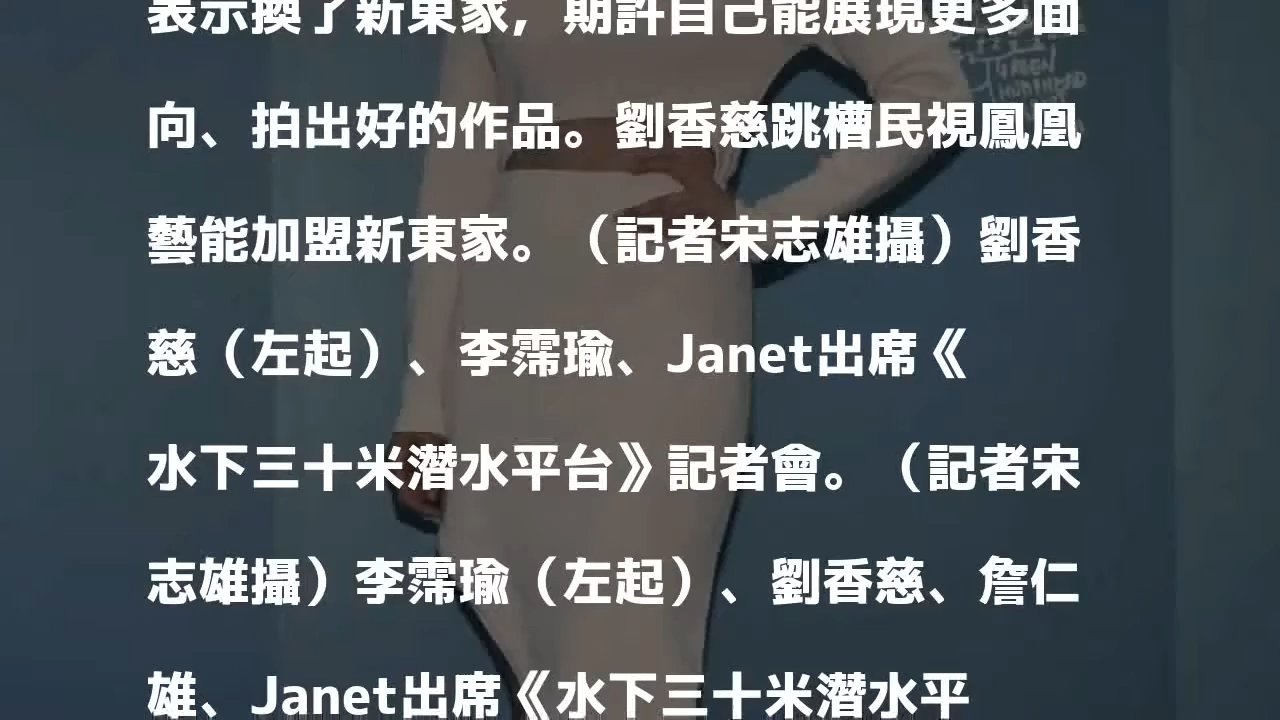 表示換了新東家，期許自己能展現更多面
向、拍出好的作品。劉香慈跳槽民視鳳凰
藝能加盟新東家。（記者宋志雄攝）劉香
慈（左起）、李霈瑜、Janet出席《
水下三十米潛水平台》記者會。（記者宋
志雄攝）李霈瑜（左起）、劉香慈、詹仁
雄、Janet出席《水下三十米潛水平